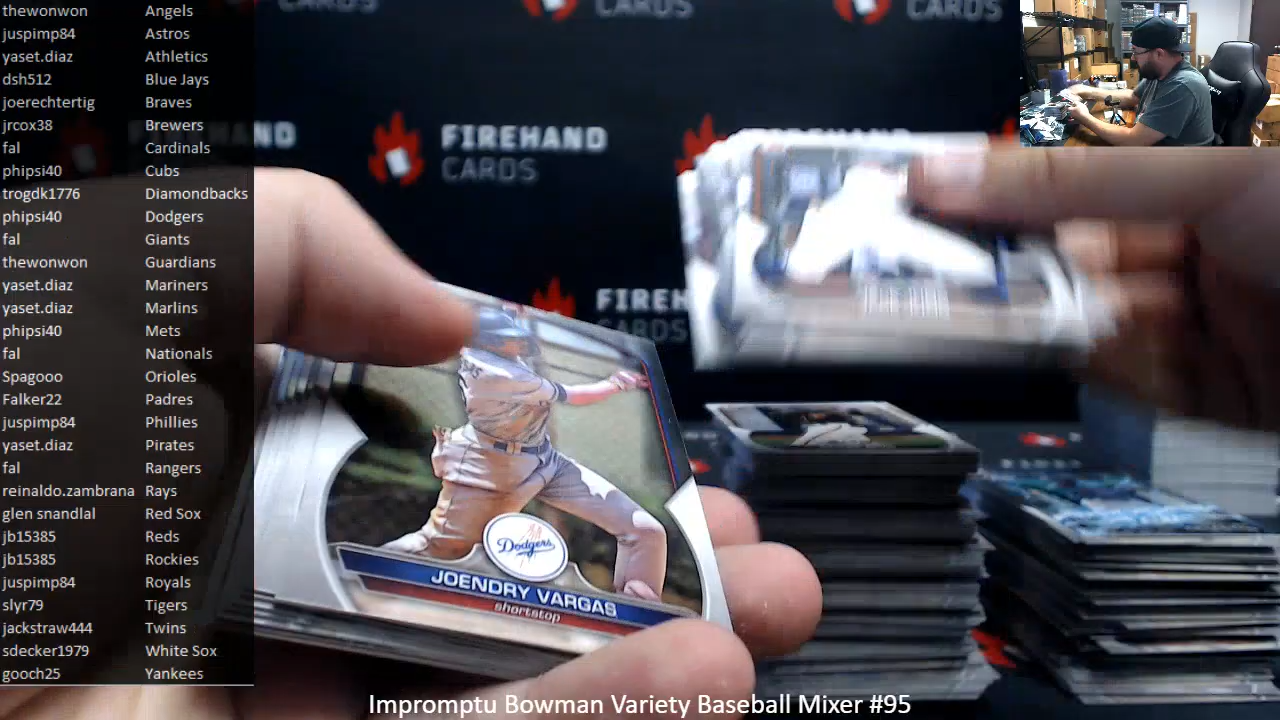 thewonwon Angels
juspimp84 Astros
yaset.diaz Athletics
dsh512 Blue Jays
joerechtertig Braves
jrcox38 Brewers
fal Cardinals
phipsi40 Cubs
trogdk1776 Diamondbacks
phipsi40 Dodgers
fal Giants
thewonwon Guardians
yaset.diaz Mariners
yaset.diaz Marlins
phipsi40 Mets
fal Nationals
Spagooo Orioles
Falker22 Padres
juspimp84 Phillies
yaset.diaz Pirates
fal Rangers
reinaldo.zambrana Rays
glen snandlal Red Sox
jb15385 Reds
jb15385 Rockies
juspimp84 Royals
slyr79 Tigers
jackstraw444 Twins
sdecker1979 White Sox
gooch25 Yankees
CARDS
CARDS
CARDS
FIREHAND
CARDS
Dodgers
JOENDRY VARGAS
shortstop
Impromptu Bowman Variety Baseball Mixer #95